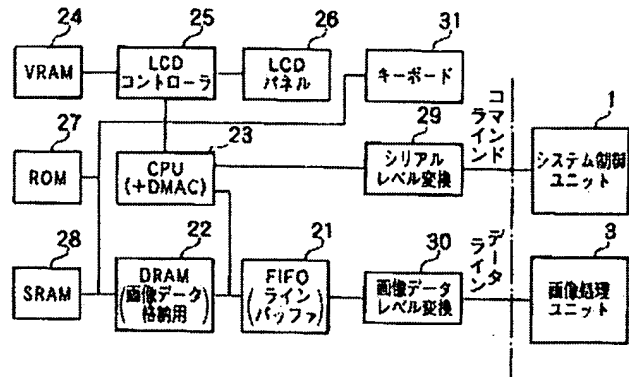 24
VRAM
25
LCD
コントローラ
26
LCD
パネル
31
キーボード
27
ROM
23
CPU
(+DMAC)
29
シリアル
レベル変換
コマンドライン
1
システム制御
ユニット
28
SRAM
22
DRAM
(画像データ
格納用)
21
FIFO
(ライン
バッファ)
30
画像データ
レベル変換
データライン
3
画像処理
ユニット